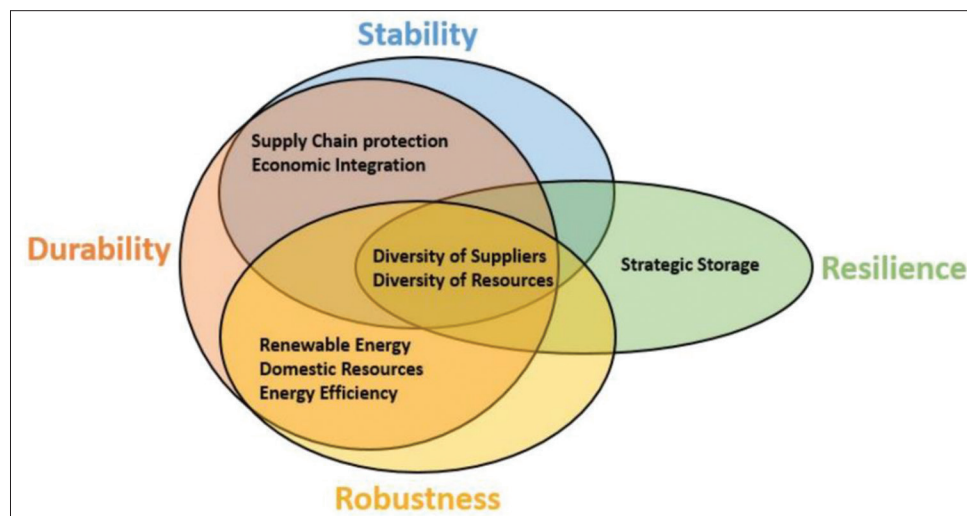 Stability
Supply Chain protection
Economic Integration
Durability
Diversity of Suppliers
Diversity of Resources
Strategic Storage
Resilience
Renewable Energy
Domestic Resources
Energy Efficiency
Robustness